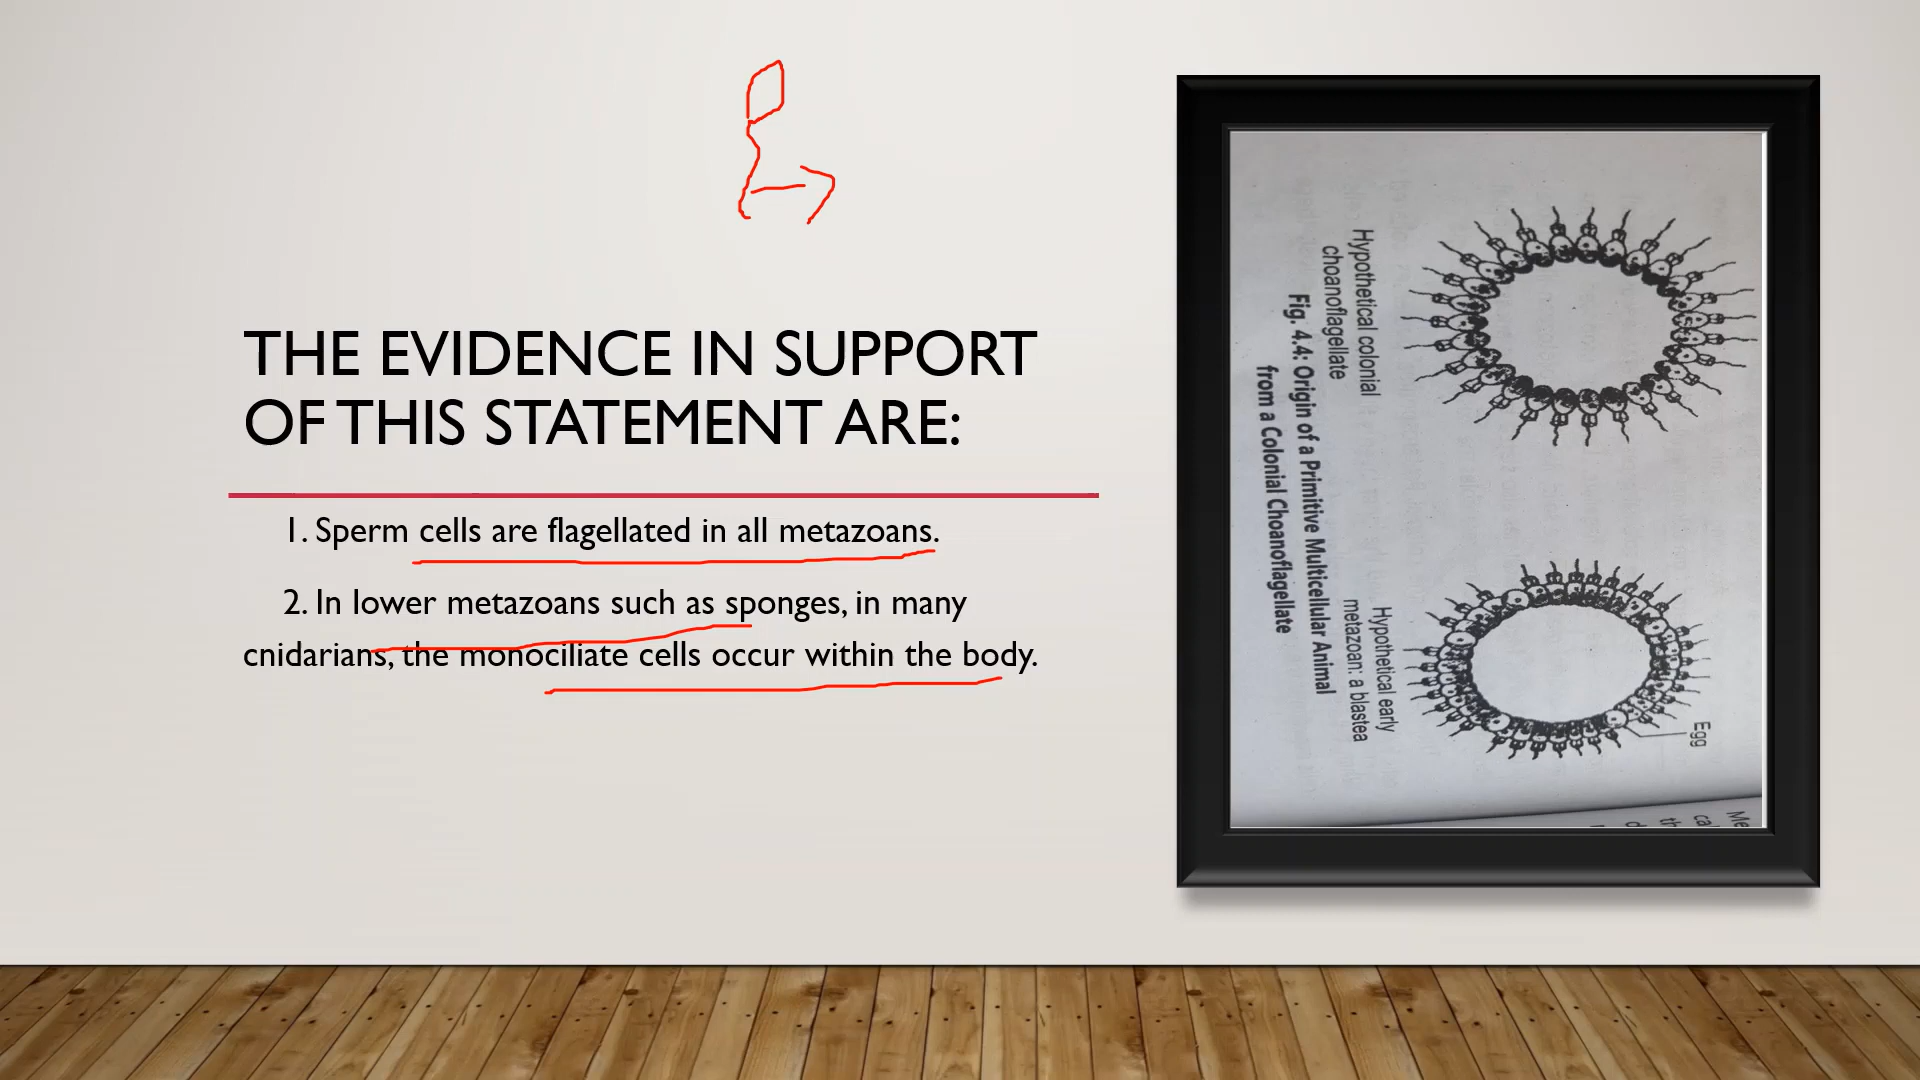 THE EVIDENCE IN SUPPORT
OF THIS STATEMENT ARE:
1. Sperm cells are flagellated in all metazoans.
2. In lower metazoans such as sponges, in many
cnidarians, the monociliate cells occur within the body.
Egg
Hypothetical colonial
choanoflagellate
Hypothetical early
metazoan: a blastea
Fig. 4.4: Origin of a Primitive Multicellular Animal
from a Colonial Choanoflagellate